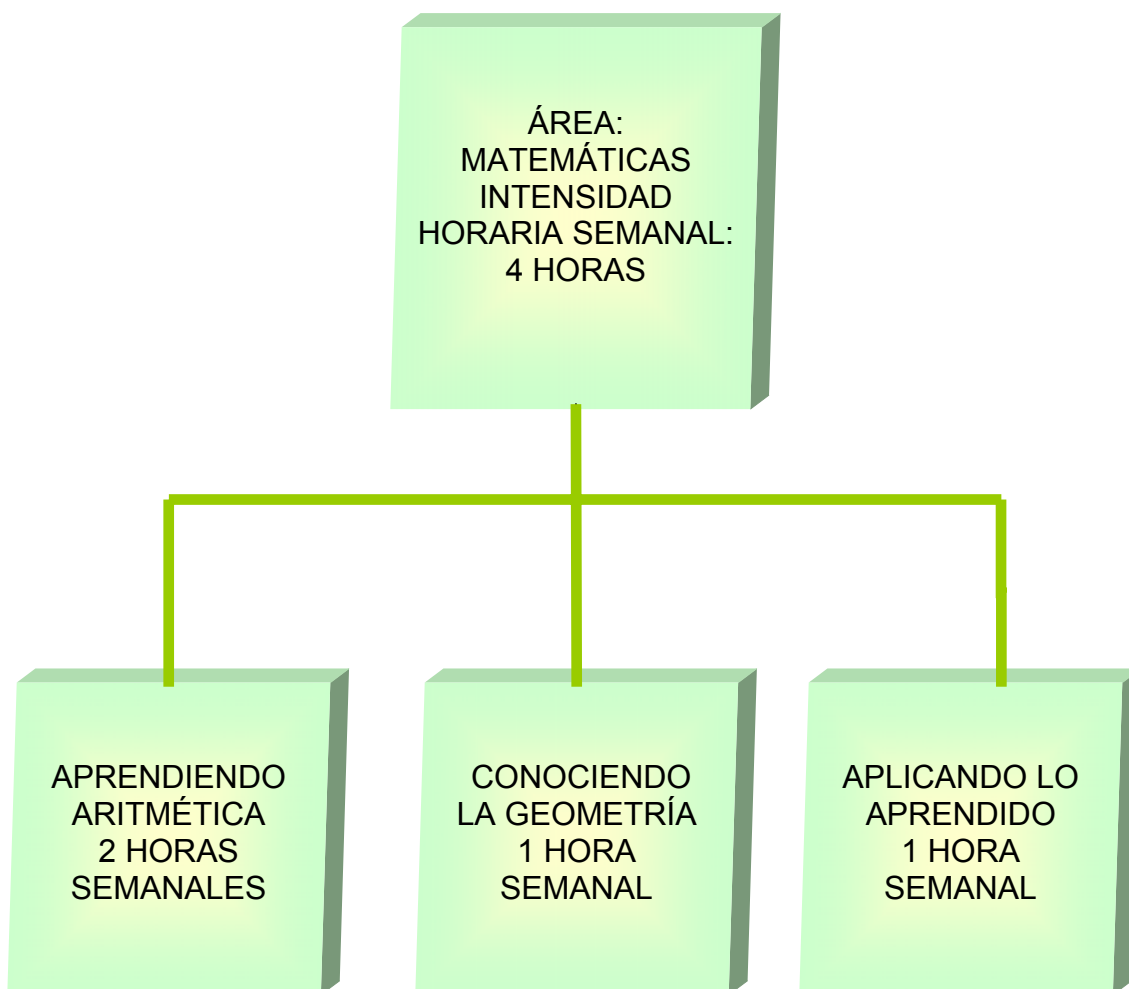 ÁREA:
MATEMÁTICAS
INTENSIDAD
HORARIA SEMANAL:
4 HORAS
APRENDIENDO
ARITMÉTICA
2 HORAS
SEMANALES
CONOCIENDO
LA GEOMETRÍA
1 HORA
SEMANAL
APLICANDO LO
APRENDIDO
1 HORA
SEMANAL